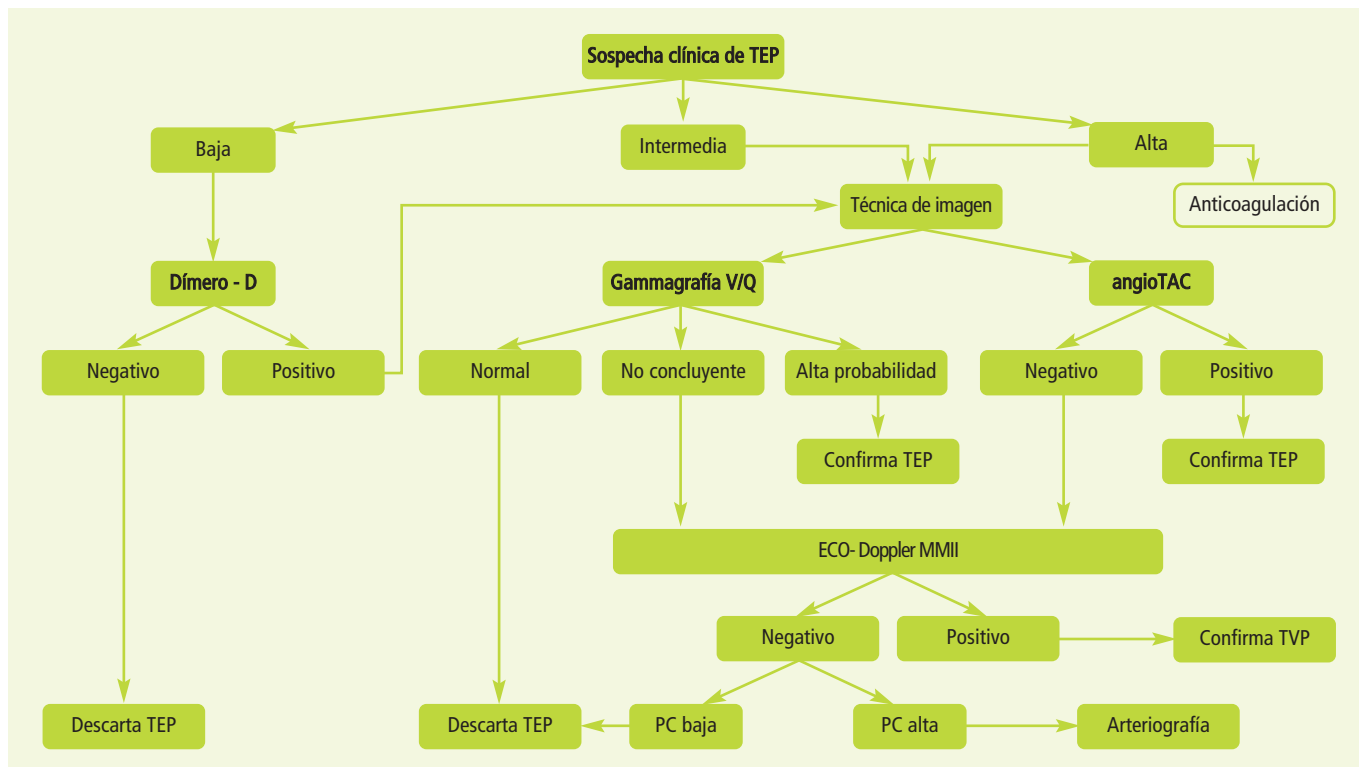 Sospecha clínica de TEP
Baja
Intermedia
Alta
Técnica de imagen
Anticoagulación
Dímero - D
Gammagrafía V/Q
angioTAC
Negativo
Positivo
Normal
No concluyente
Alta probabilidad
Negativo
Positivo
Confirma TEP
Confirma TEP
ECO- Doppler MMII
Negativo
Positivo
Confirma TVP
Descarta TEP
Descarta TEP
PC baja
PC alta
Arteriografía